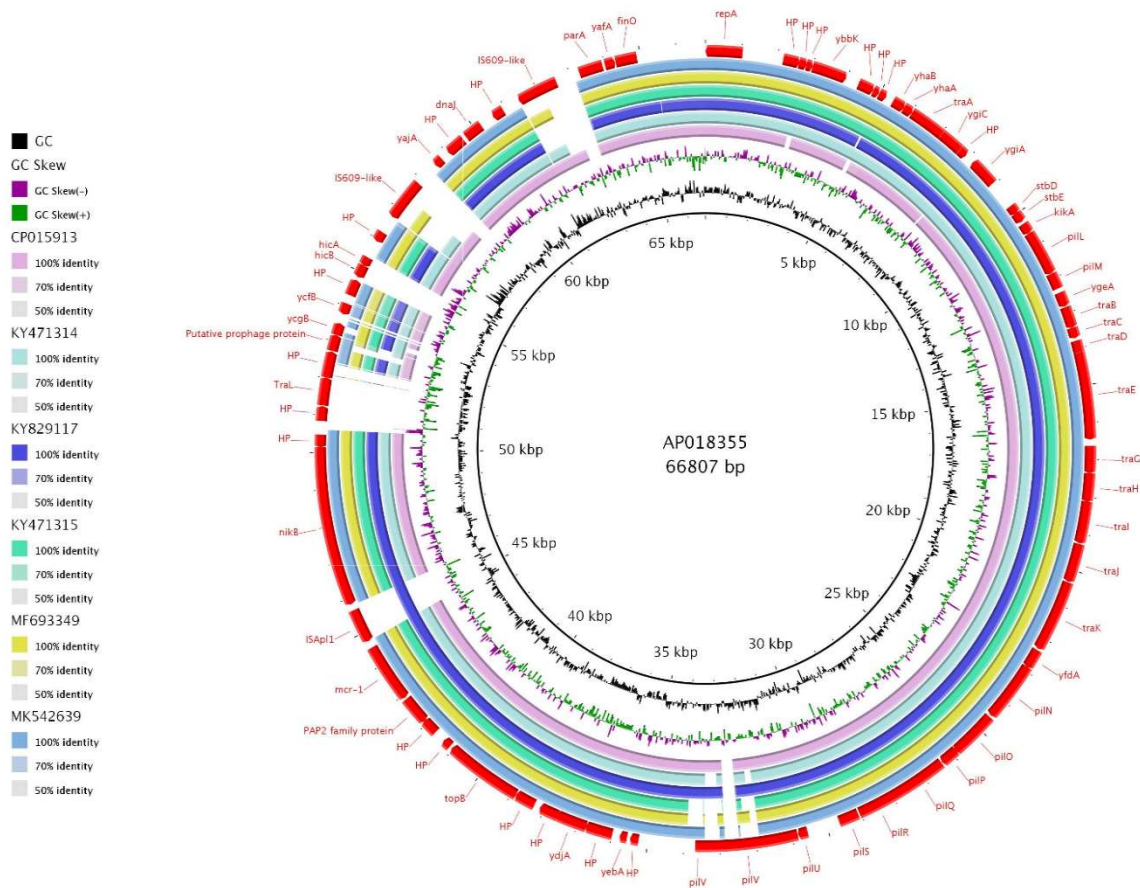 GC
GC Skew
GC Skew(-)
GC Skew(+)
CP015913
100% identity
70% identity
50% identity
KY471314
100% identity
70% identity
50% identity
KY829117
100% identity
70% identity
50% identity
KY471315
100% identity
70% identity
50% identity
MF693349
100% identity
70% identity
50% identity
MK542639
100% identity
70% identity
50% identity
AP018355
66807 bp
5 kbp
10 kbp
15 kbp
20 kbp
25 kbp
30 kbp
35 kbp
40 kbp
45 kbp
50 kbp
55 kbp
60 kbp
65 kbp
repA
HP
HP
HP
ybbK
HP
HP
HP
yhaB
yhaA
traA
ygiC
HP
ygiA
stbD
stbE
kikA
pilL
pilM
ygeA
traB
traC
traD
traE
traG
traH
traI
traJ
traK
yfdA
pilN
pilO
pilP
pilQ
pilR
pilS
pilU
pilV
pilV
HP
yebA
HP
ydjA
HP
topB
HP
HP
PAP2 family protein
mcr-1
ISApl1
nikB
HP
HP
TraL
HP
Putative prophage protein
ycgB
ycfB
HP
hicB
hicA
HP
IS609-like
yajA
HP
dnaJ
HP
IS609-like
parA
yafA
finO